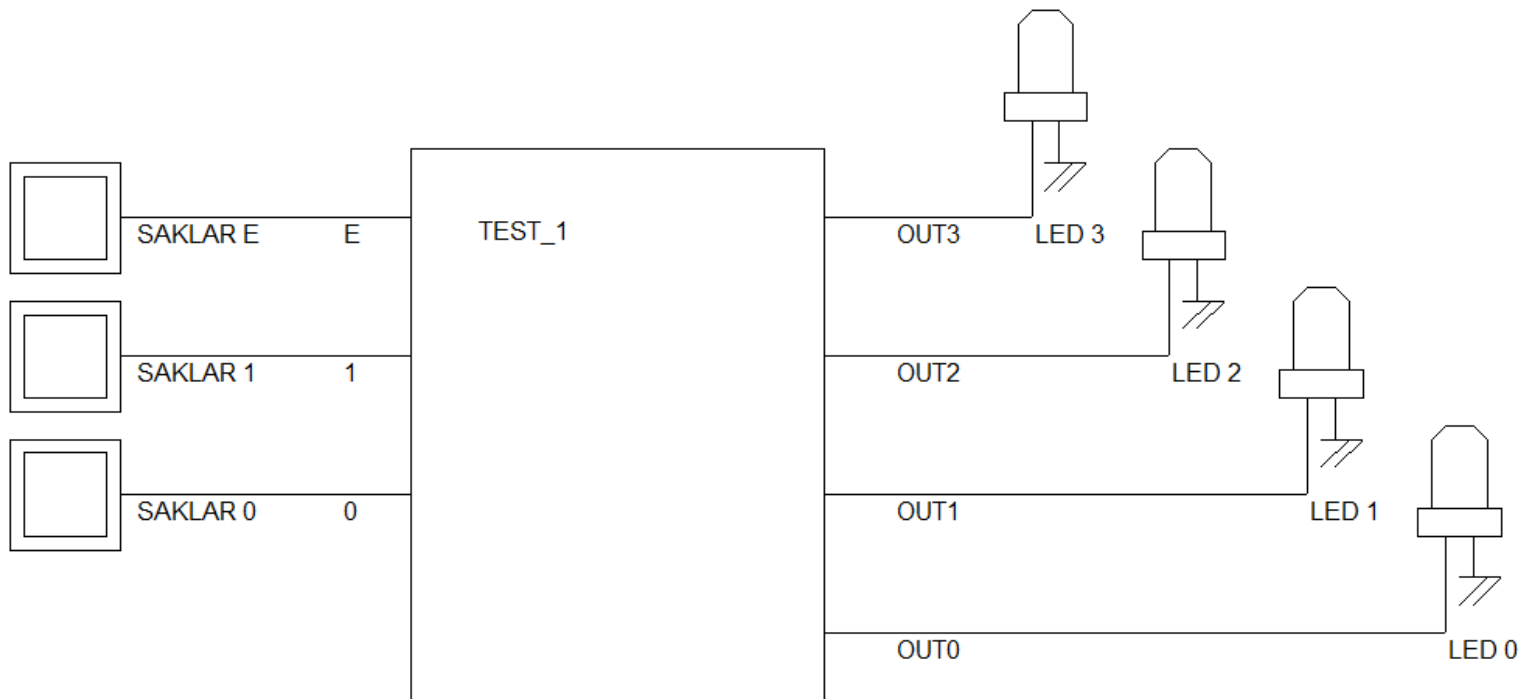 SAKLAR E E TEST_1 OUT3 LED 3
SAKLAR 1 1 OUT2 LED 2
SAKLAR 0 0 OUT1 LED 1
OUT0 LED 0